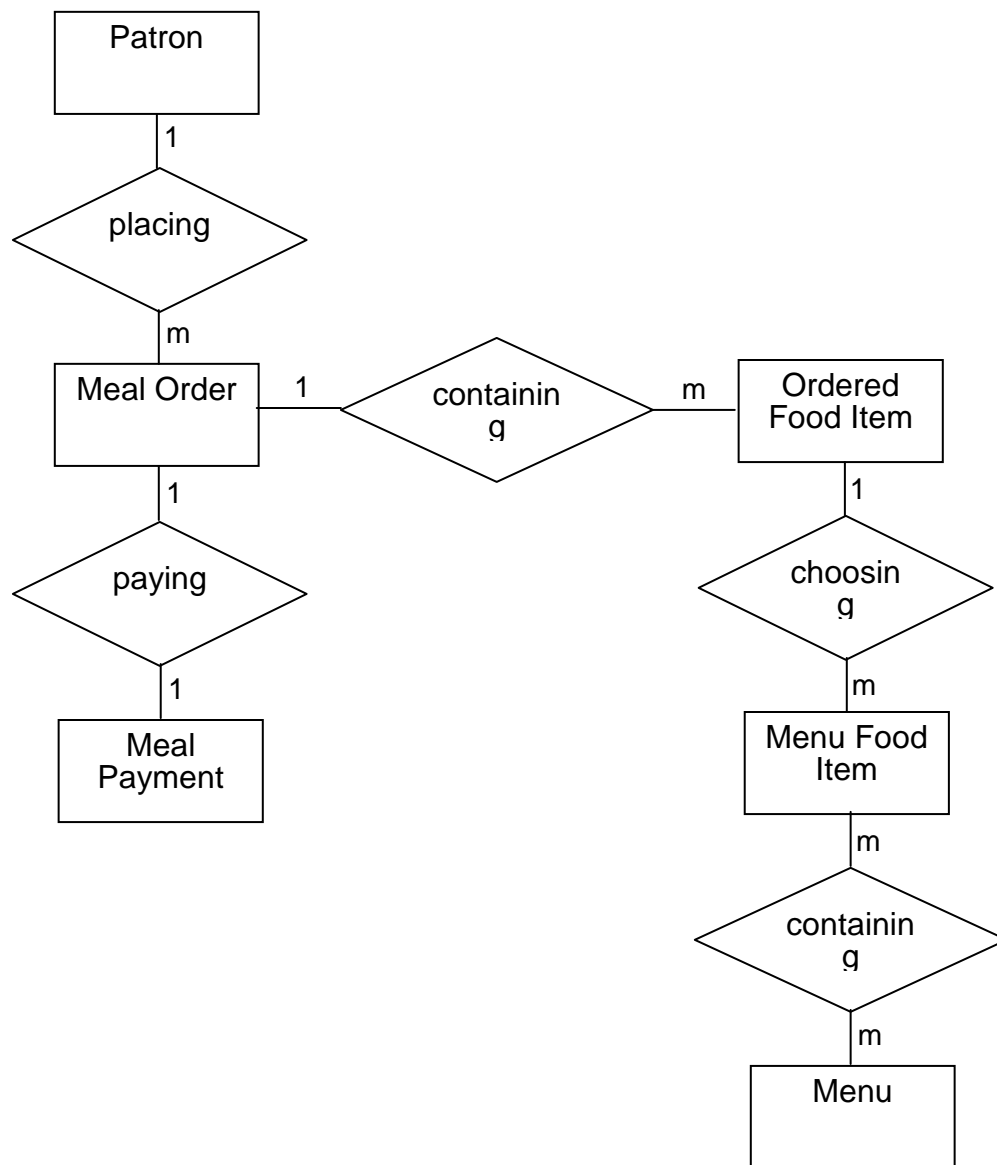 Patron
1
placing
m
Meal Order
1
containin
g
m
Ordered
Food Item
1
paying
1
Meal
Payment
1
choosin
g
m
Menu Food
Item
m
containin
g
m
Menu